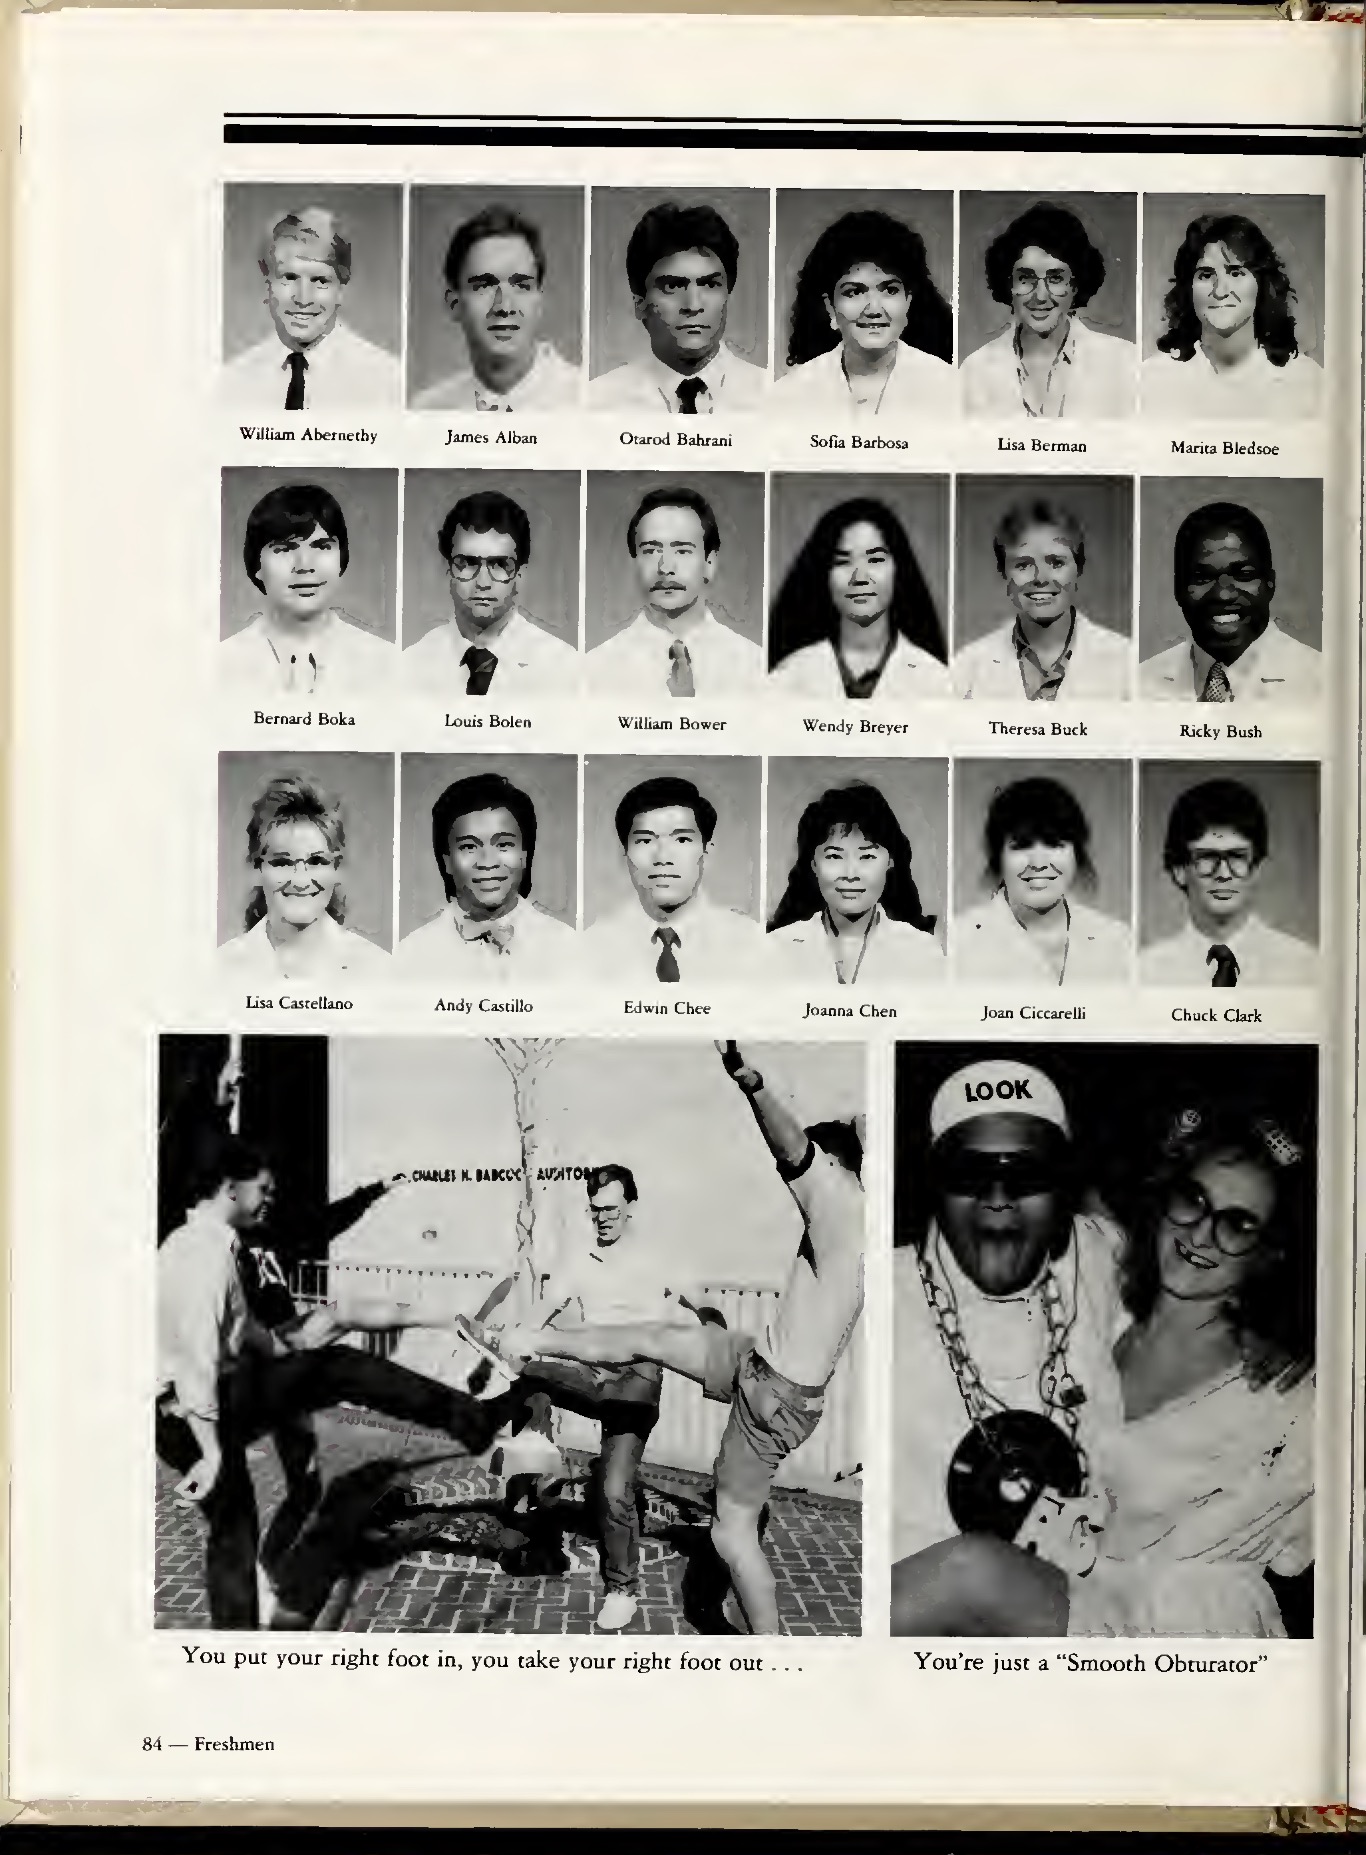 William Abernethy
James Alban
Otarod Bahrani
Sofia Barbosa
Lisa Berman
Marita Bledsoe
Bernard Boka
Louis Bolen
William Bower
Wendy Breyer
Theresa Buck
Ricky Bush
Lisa Castellano
Andy Castillo
Edwin Chee
Joanna Chen
Joan Ciccarelli
Chuck Clark
CHARLES H. BABCOC AUDITO
LOOK
You put your right foot in, you take your right foot out . . .
You're just a "Smooth Obturator"
84 — Freshmen